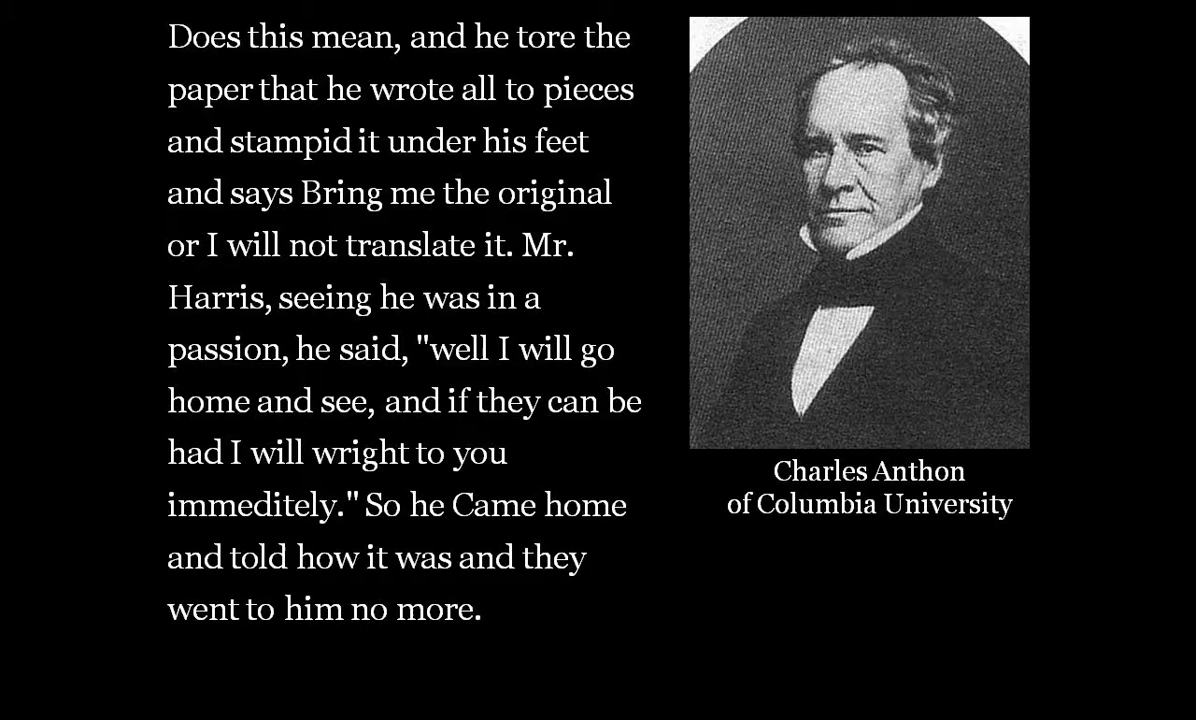 Does this mean, and he tore the
paper that he wrote all to pieces
and stampid it under his feet
and says Bring me the original
or I will not translate it. Mr.
Harris, seeing he was in a
passion, he said, "well I will go
home and see, and if they can be
had I will wright to you
immeditely." So he Came home
and told how it was and they
went to him no more.
Charles Anthon
of Columbia University